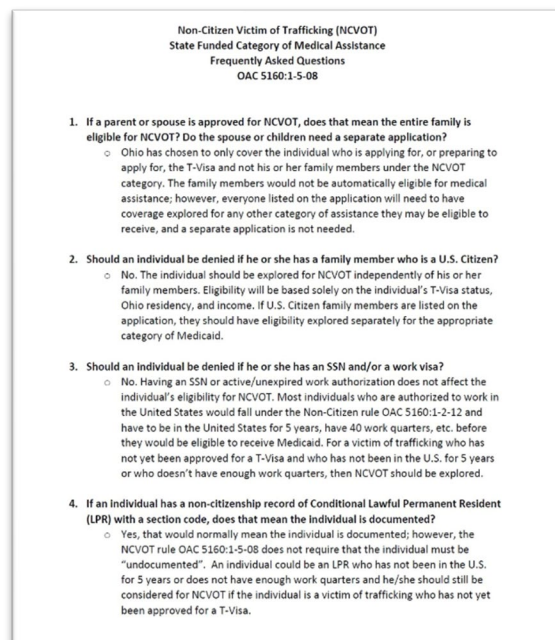 Non-Citizen Victim of Trafficking (NCVOT)
State Funded Category of Medical Assistance
Frequently Asked Questions
OAC 5160:1-5-08
1. If a parent or spouse is approved for NCVOT, does that mean the entire family is
eligible for NCVOT? Do the spouse or children need a separate application?
o Ohio has chosen to only cover the individual who is applying for, or preparing to
apply for, the T-Visa and not his or her family members under the NCVOT
category. The family members would not be automatically eligible for medical
assistance; however, everyone listed on the application will need to have
coverage explored for any other category of assistance they may be eligible to
receive, and a separate application is not needed.
2. Should an individual be denied if he or she has a family member who is a U.S. Citizen?
o No. The individual should be explored for NCVOT independently of his or her
family members. Eligibility will be based solely on the individual's T-Visa status,
Ohio residency, and income. If U.S. Citizen family members are listed on the
application, they should have eligibility explored separately for the appropriate
category of Medicaid.
3. Should an individual be denied if he or she has an SSN and/or a work visa?
o No. Having an SSN or active/unexpired work authorization does not affect the
individual's eligibility for NCVOT. Most individuals who are authorized to work in
the United States would fall under the Non-Citizen rule OAC 5160:1-2-12 and
have to be in the United States for 5 years, have 40 work quarters, etc. before
they would be eligible to receive Medicaid. For a victim of trafficking who has
not yet been approved for a T-Visa and who has not been in the U.S. for 5 years
or who doesn't have enough work quarters, then NCVOT should be explored.
4. If an individual has a non-citizenship record of Conditional Lawful Permanent Resident
(LPR) with a section code, does that mean the individual is documented?
o Yes, that would normally mean the individual is documented; however, the
NCVOT rule OAC 5160:1-5-08 does not require that the individual must be
"undocumented". An individual could be an LPR who has not been in the U.S.
for 5 years or does not have enough work quarters and he/she should still be
considered for NCVOT if the individual is a victim of trafficking who has not yet
been approved for a T-Visa.